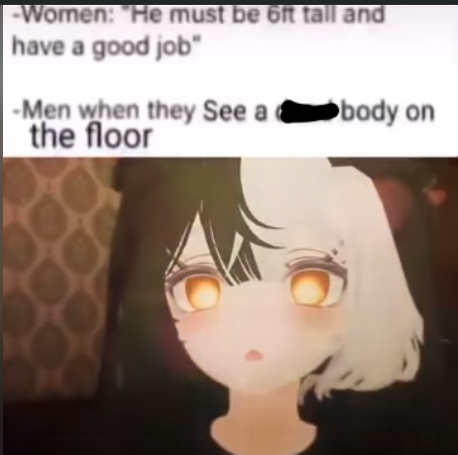 -Women: "He must be 6ft tall and
have a good job"
-Men when they See a body on
the floor